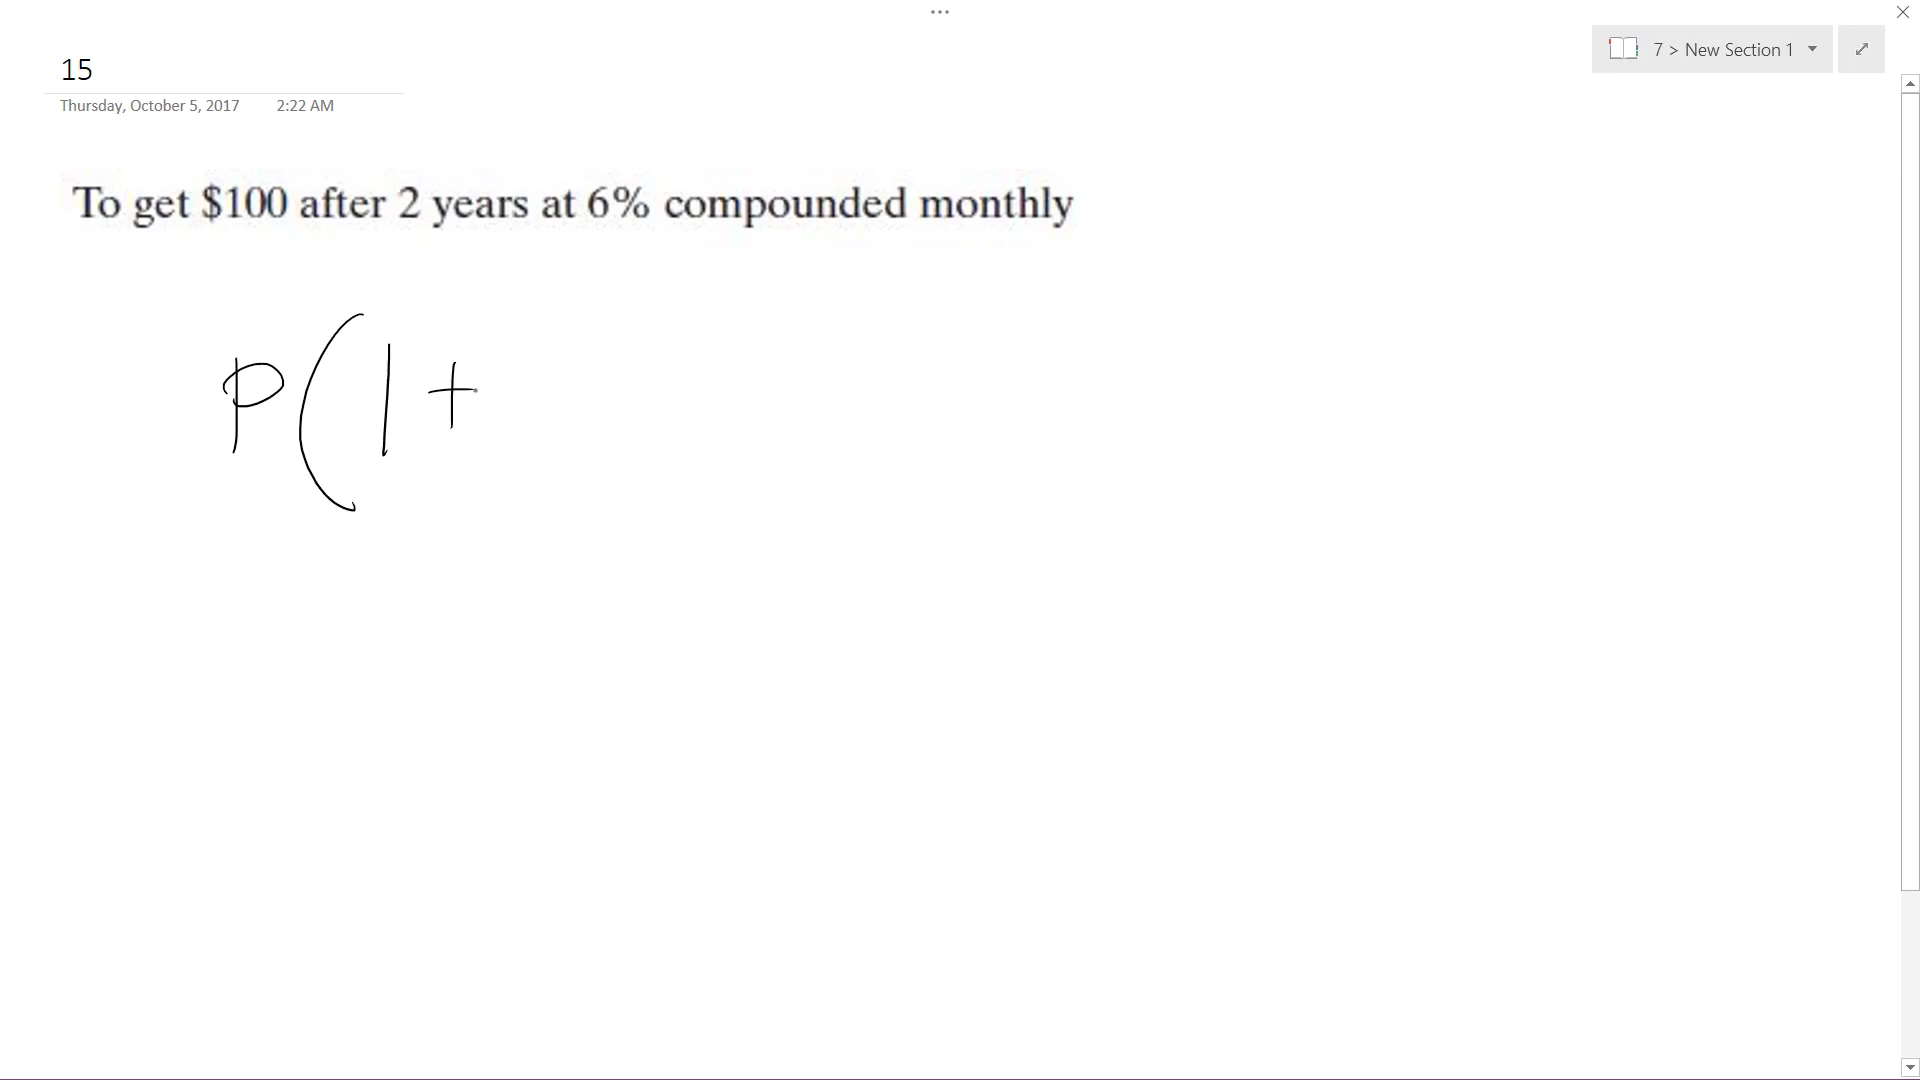 ...
7 > New Section 1
15
Thursday, October 5, 2017 2:22 AM
To get $100 after 2 years at 6% compounded monthly
P(1+